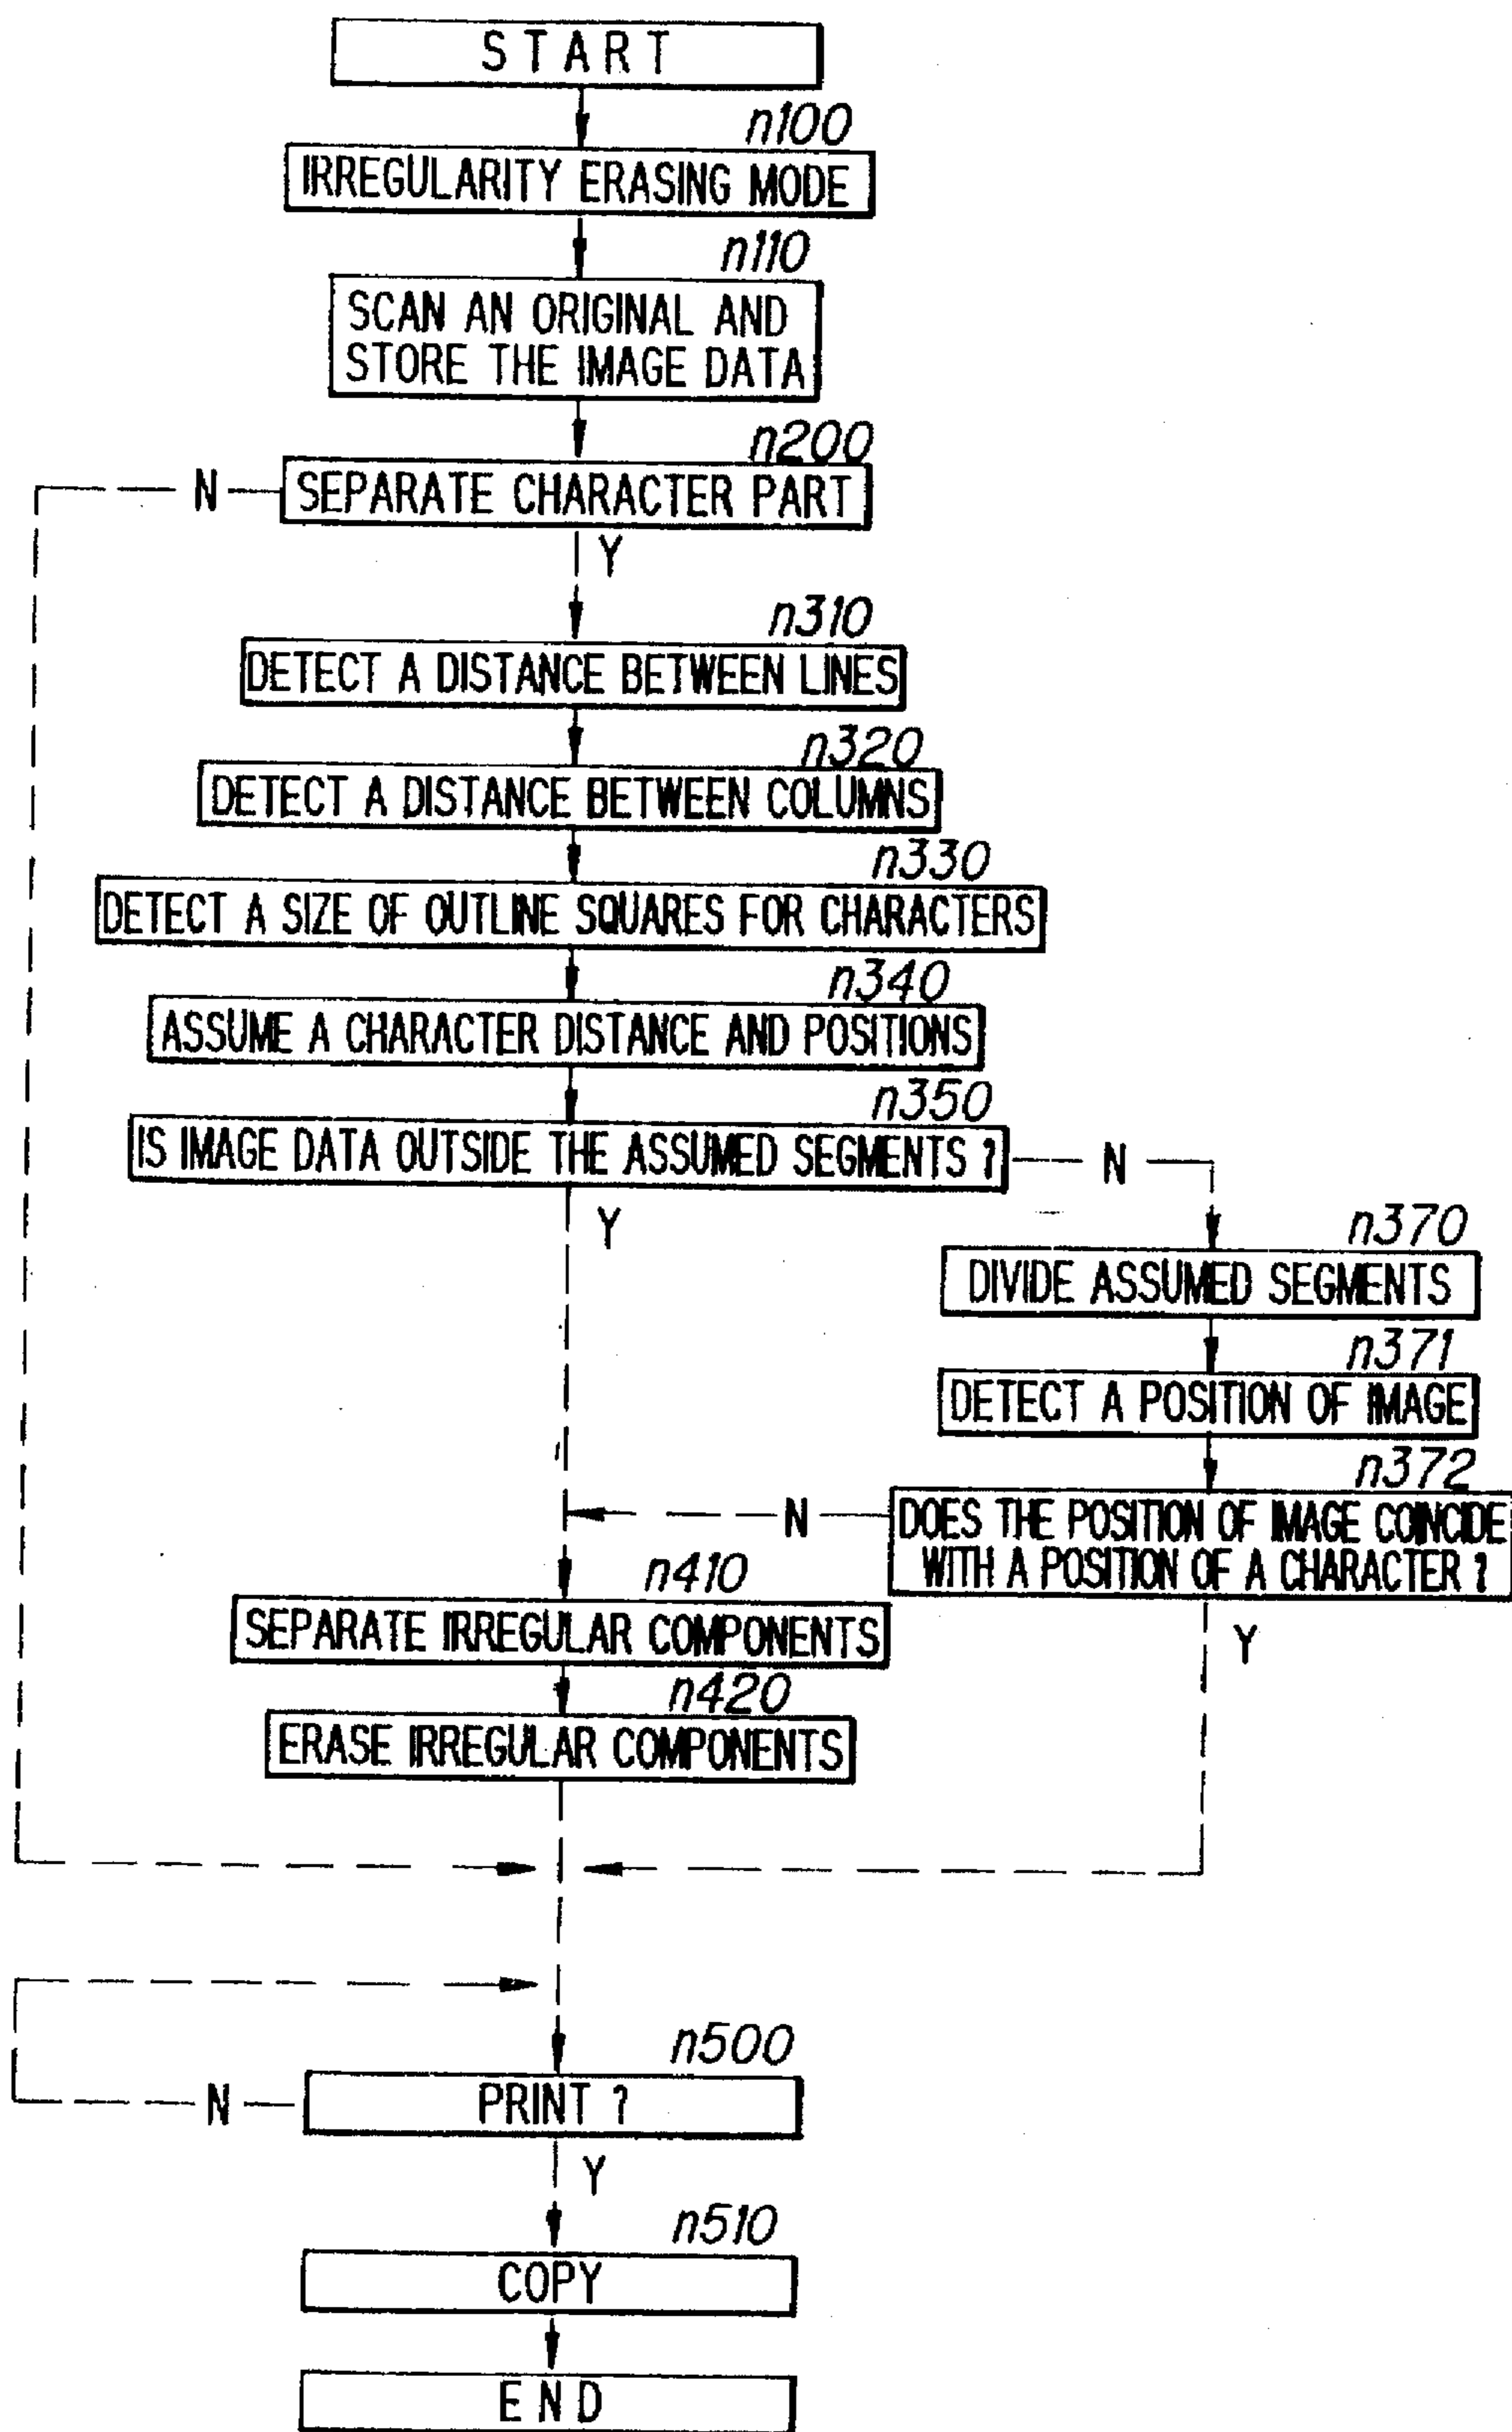 START
n100
IRREGULARITY ERASING MODE
n110
SCAN AN ORIGINAL AND
STORE THE IMAGE DATA
n200
N
SEPARATE CHARACTER PART
Y
n310
DETECT A DISTANCE BETWEEN LINES
n320
DETECT A DISTANCE BETWEEN COLUMNS
n330
DETECT A SIZE OF OUTLINE SQUARES FOR CHARACTERS
n340
ASSUME A CHARACTER DISTANCE AND POSITIONS
n350
IS IMAGE DATA OUTSIDE THE ASSUMED SEGMENTS ?
N
Y
n370
DIVIDE ASSUMED SEGMENTS
n371
DETECT A POSITION OF IMAGE
n372
N
DOES THE POSITION OF IMAGE COINCIDE
WITH A POSITION OF A CHARACTER ?
Y
n410
SEPARATE IRREGULAR COMPONENTS
n420
ERASE IRREGULAR COMPONENTS
n500
N
PRINT ?
Y
n510
COPY
END